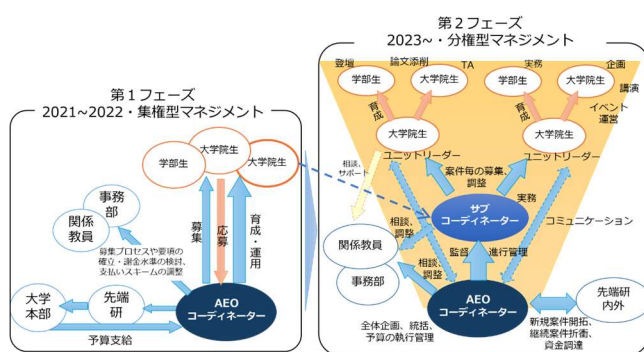 第1フェーズ
2021~2022・集権型マネジメント
学部生
大学院生
大学院生
事務
部
関係
教員
募集
応募
育成・運用
募集プロセスや要項の
確立・謝金水準の検討、
支払いスキームの調整
大学
本部
先端
研
AEO
コーディネーター
予算支給
第2フェーズ
2023~・分権型マネジメント
登壇
論文添削
TA
実務
企画
学部生
大学院生
学部生
大学院生
講演
育成
育成
イベント
運営
大学院生
大学院生
ユニットリーダー
ユニットリーダー
相談、
サポート
案件毎の募集、
調整
サブ
コーディネーター
実務
関係教員
相談、
調整
コミュニケーション
監督
進行管理
事務部
相談、
調整
AEO
コーディネーター
先端研
内外
全体企画、統括、
予算の執行管理
新規案件開拓、
継続案件折衝、
資金調達